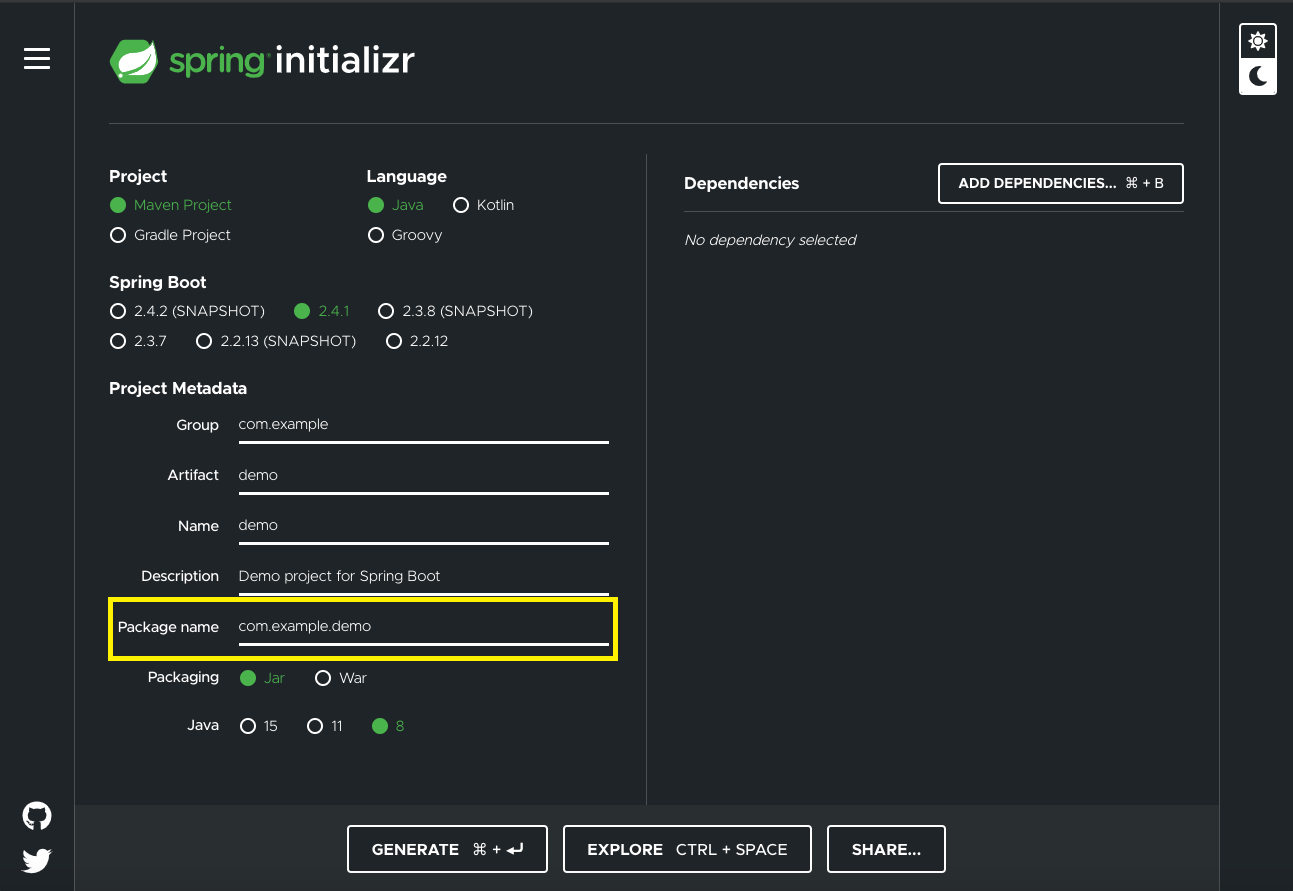 spring initializr
Project
Maven Project
Gradle Project
Language
Java Kotlin
Groovy
Spring Boot
2.4.2 (SNAPSHOT) 2.4.1 2.3.8 (SNAPSHOT)
2.3.7 2.2.13 (SNAPSHOT) 2.2.12
Project Metadata
Group com.example
Artifact demo
Name demo
Description Demo project for Spring Boot
Package name com.example.demo
Packaging Jar War
Java 15 11 8
Dependencies
ADD DEPENDENCIES... ⌘ + B
No dependency selected
GENERATE ⌘ + ↵
EXPLORE CTRL + SPACE
SHARE...